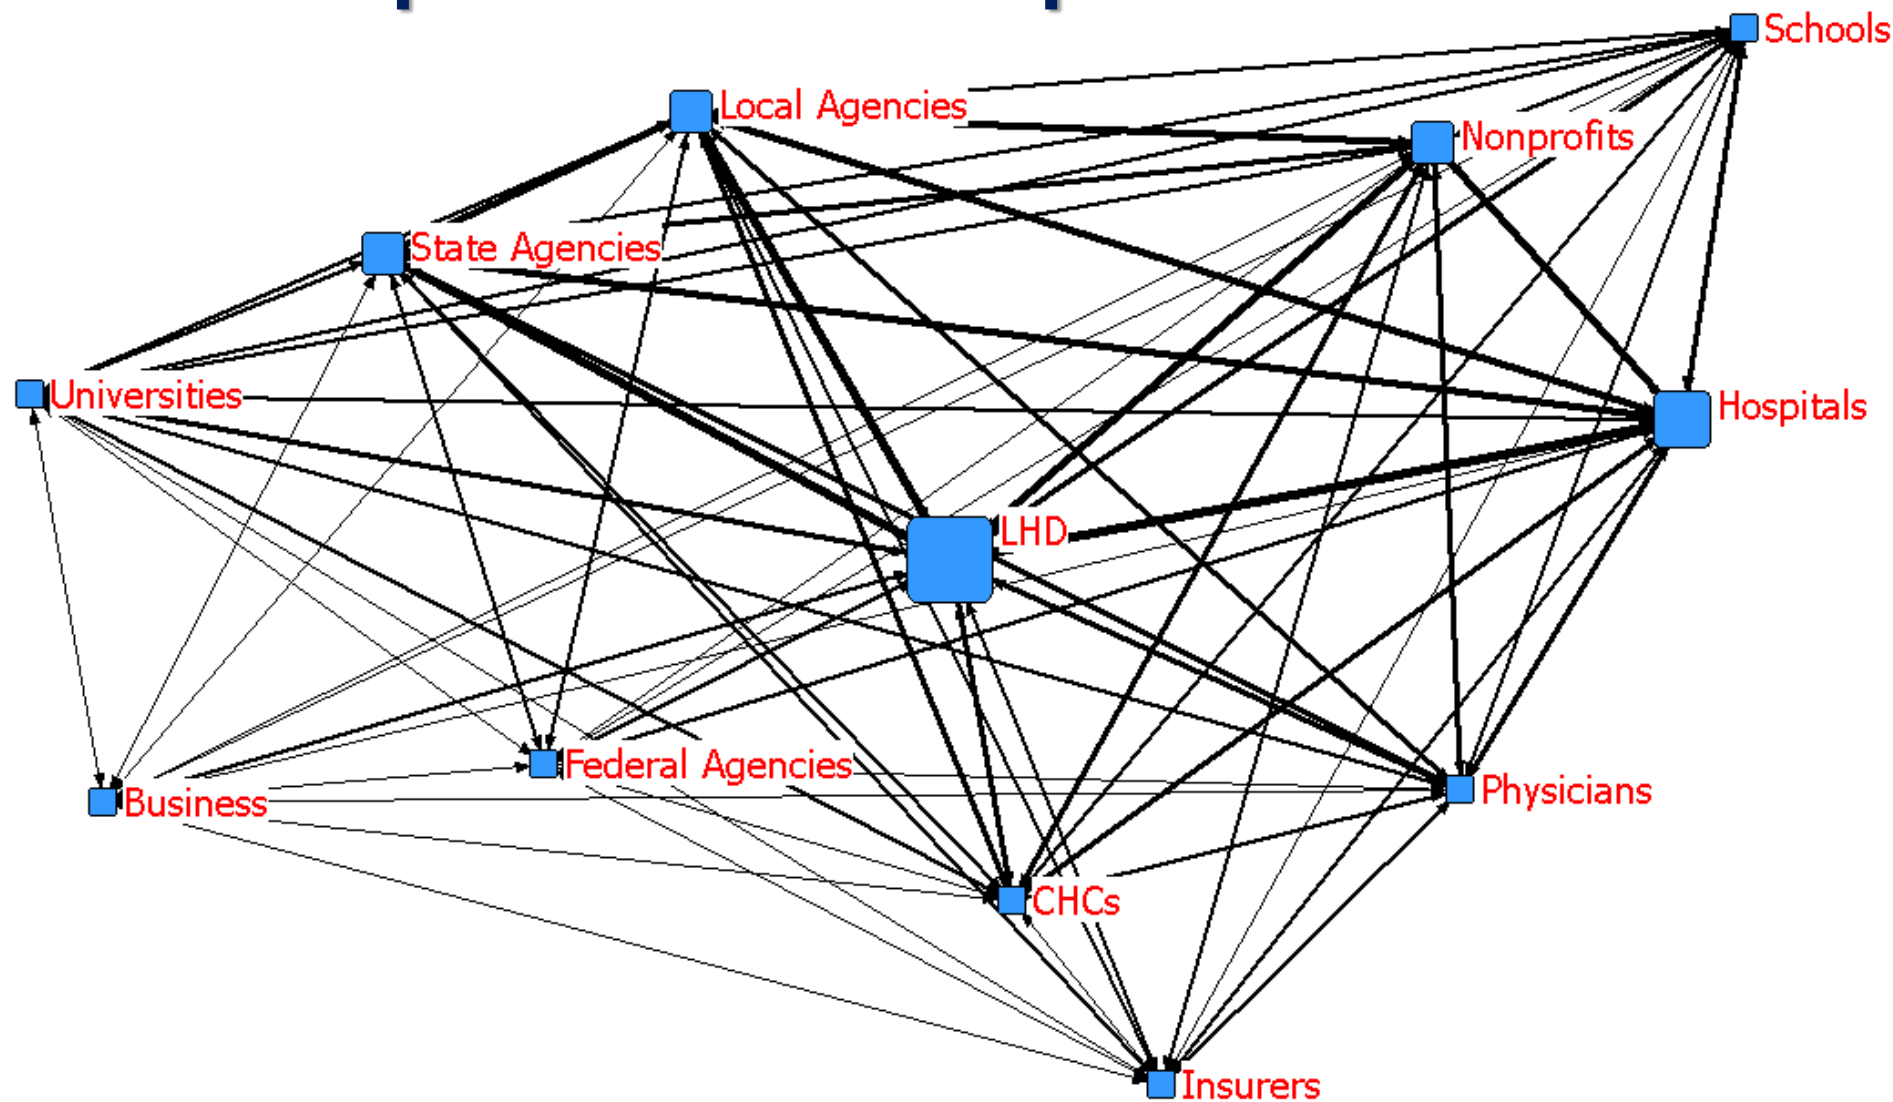 Schools
Local Agencies
Nonprofits
State Agencies
Universities
Hospitals
LHD
Federal Agencies
Business
Physicians
CHCs
Insurers